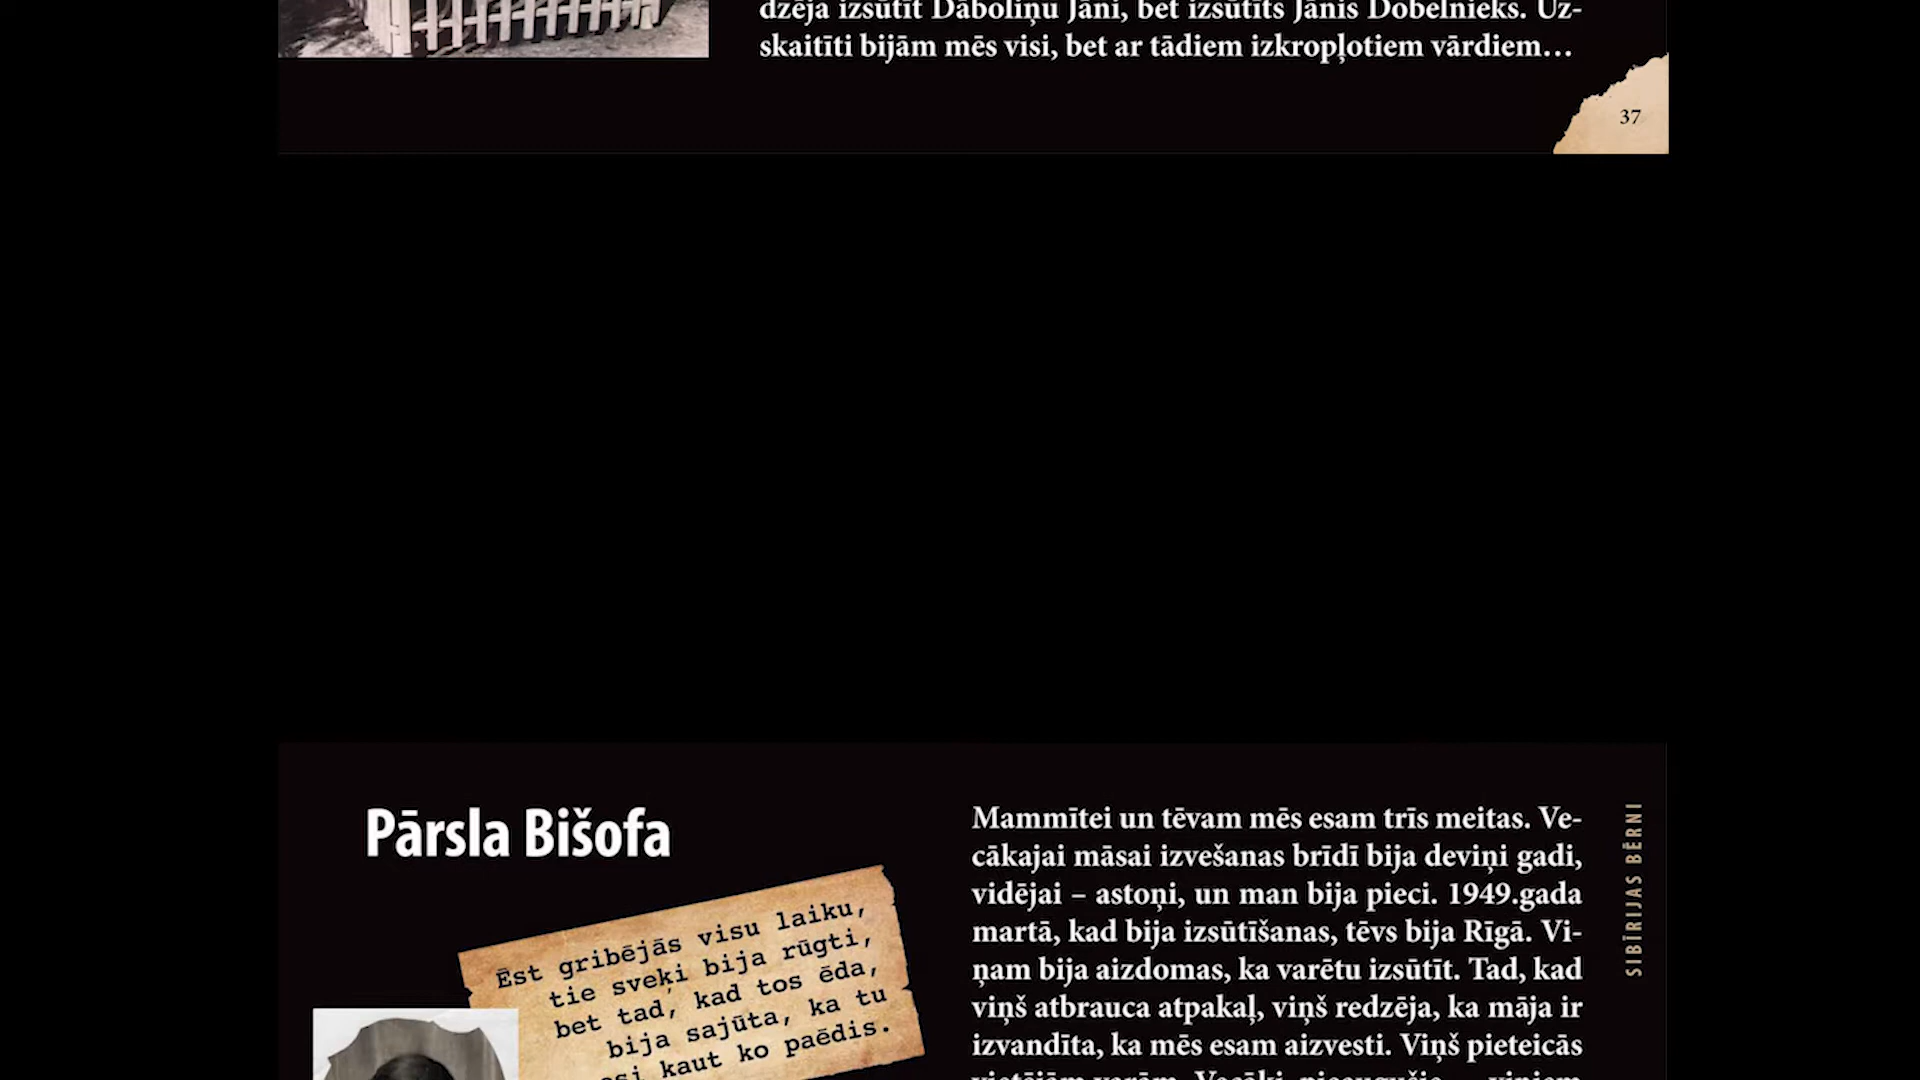 dzēja izsūtīt Dāboliņu Jāni, bet izsūtīts Jānis Dobelnieks. Uz-
skaitīti bijām mēs visi, bet ar tādiem izkropļotiem vārdiem…
37
Pārsla Bišofa
Ēst gribējās visu laiku,
tie sveķi bija rūgti,
bet tad, kad tos ēda,
bija sajūta, ka tu
esi kaut ko paēdis.
Mammītei un tēvam mēs esam trīs meitas. Ve-
cākajai māsai izvešanas brīdī bija deviņi gadi,
vidējai – astoņi, un man bija pieci. 1949.gada
martā, kad bija izsūtīšanas, tēvs bija Rīgā. Vi-
ņam bija aizdomas, ka varētu izsūtīt. Tad, kad
viņš atbrauca atpakaļ, viņš redzēja, ka māja ir
izvandīta, ka mēs esam aizvesti. Viņš pieteicās
SIBĪRIJAS BĒRNI